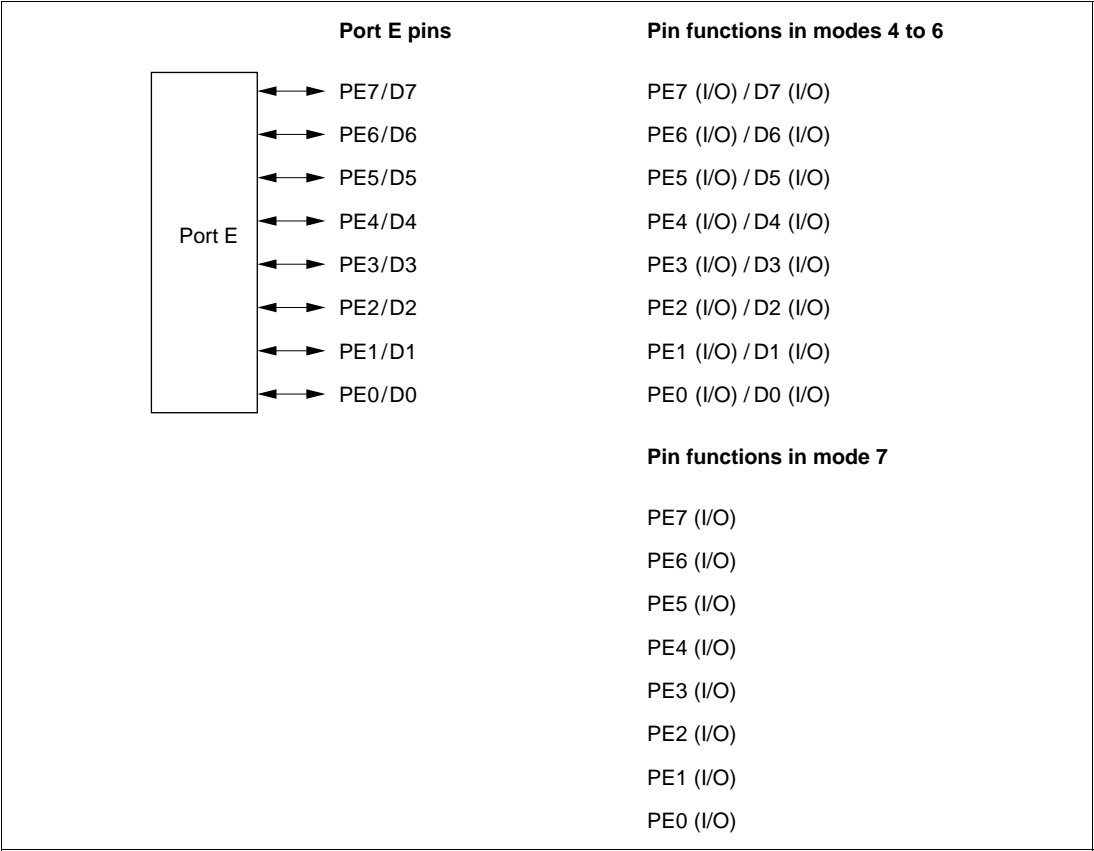 Port E pins Pin functions in modes 4 to 6
PE7/D7 PE7 (I/O) / D7 (I/O)
PE6/D6 PE6 (I/O) / D6 (I/O)
PE5/D5 PE5 (I/O) / D5 (I/O)
PE4/D4 PE4 (I/O) / D4 (I/O)
Port E
PE3/D3 PE3 (I/O) / D3 (I/O)
PE2/D2 PE2 (I/O) / D2 (I/O)
PE1/D1 PE1 (I/O) / D1 (I/O)
PE0/D0 PE0 (I/O) / D0 (I/O)
Pin functions in mode 7
PE7 (I/O)
PE6 (I/O)
PE5 (I/O)
PE4 (I/O)
PE3 (I/O)
PE2 (I/O)
PE1 (I/O)
PE0 (I/O)